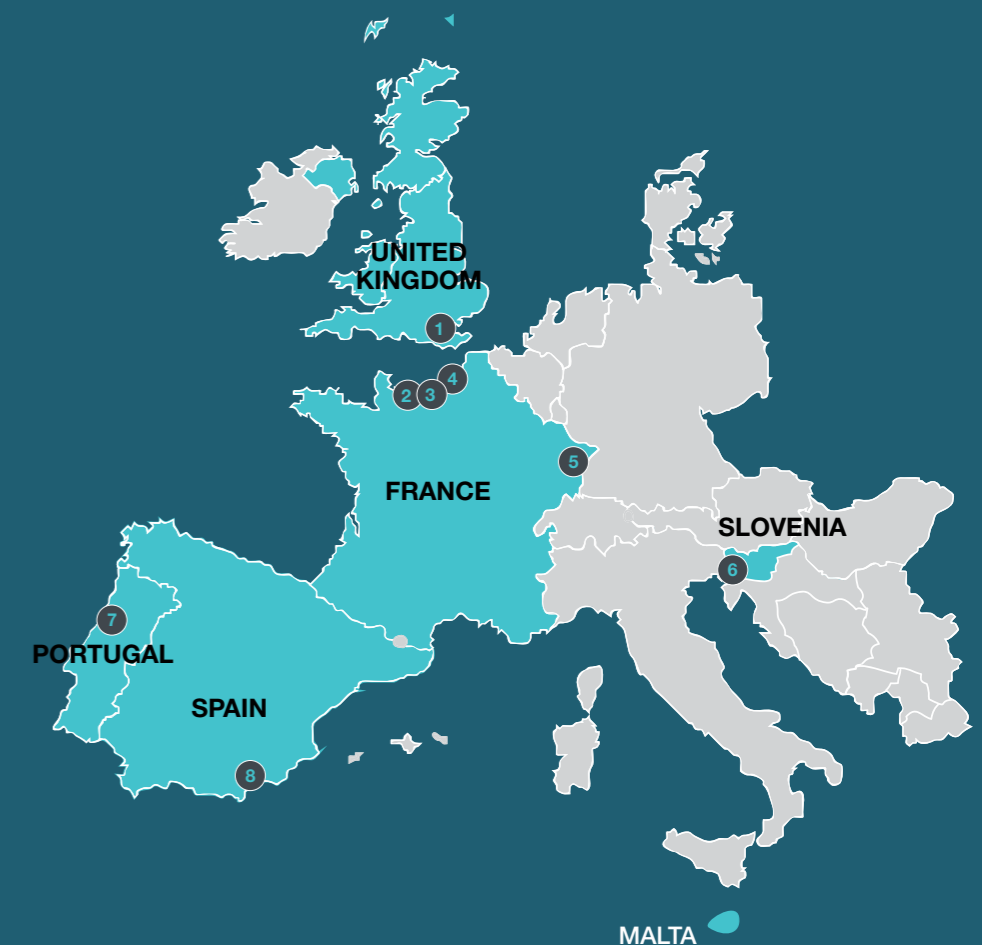 UNITED
KINGDOM
1
4
2
3
FRANCE
5
SLOVENIA
6
7
PORTUGAL
SPAIN
8
MALTA